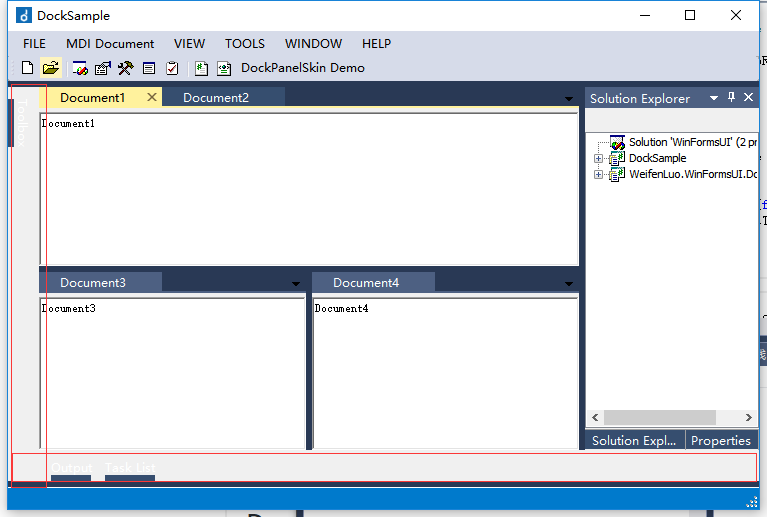 DockSample
FILE MDI Document VIEW TOOLS WINDOW HELP
DockPanelSkin Demo
Toolbox
Document1 Document2
Document1
Document3
Document3
Document4
Document4
Solution Explorer
Solution 'WinFormsUI' (2 pr
DockSample
WeifenLuo.WinFormsUI.Do
Solution Expl... Properties
Output Task List